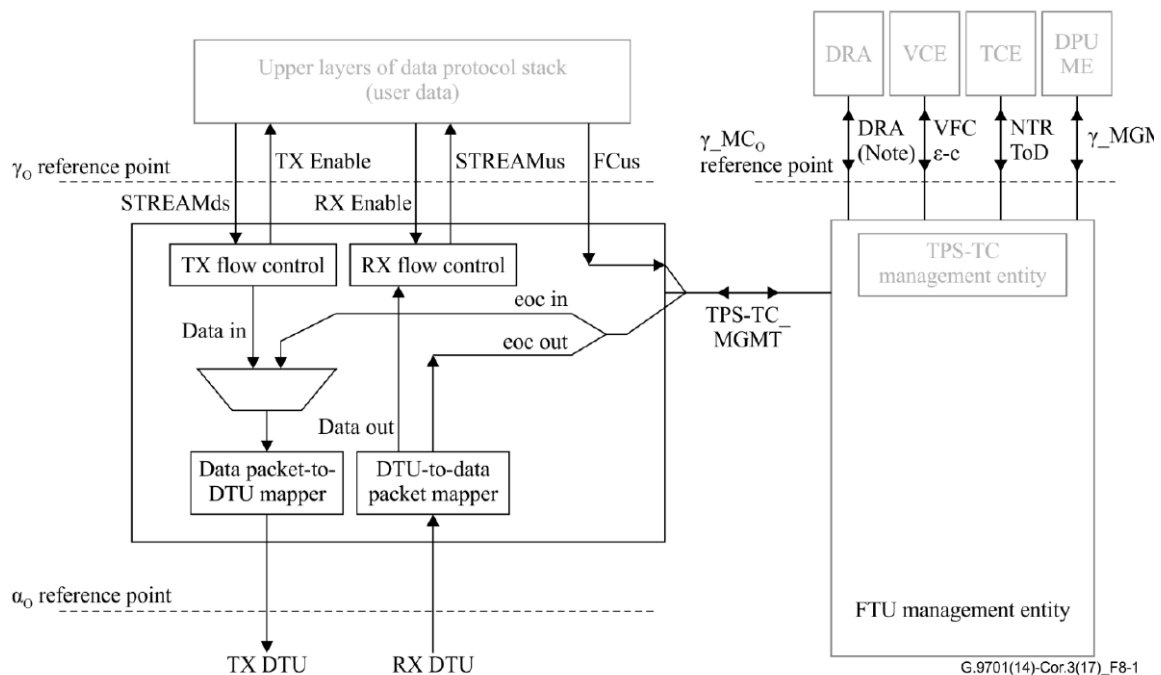 Upper layers of data protocol stack
(user data)
DRA
VCE
TCE
DPU
ME
TX Enable
STREAMus
FCus
γ_O reference point
STREAMds
RX Enable
γ_MC_O
reference point
DRA
(Note)
VFC
ε-c
NTR
ToD
γ_MGM
TX flow control
RX flow control
TPS-TC
management entity
eoc in
Data in
TPS-TC_
MGMT
eoc out
Data out
Data packet-to-
DTU mapper
DTU-to-data
packet mapper
α_O reference point
FTU management entity
TX DTU
RX DTU
G.9701(14)-Cor.3(17)_F8-1